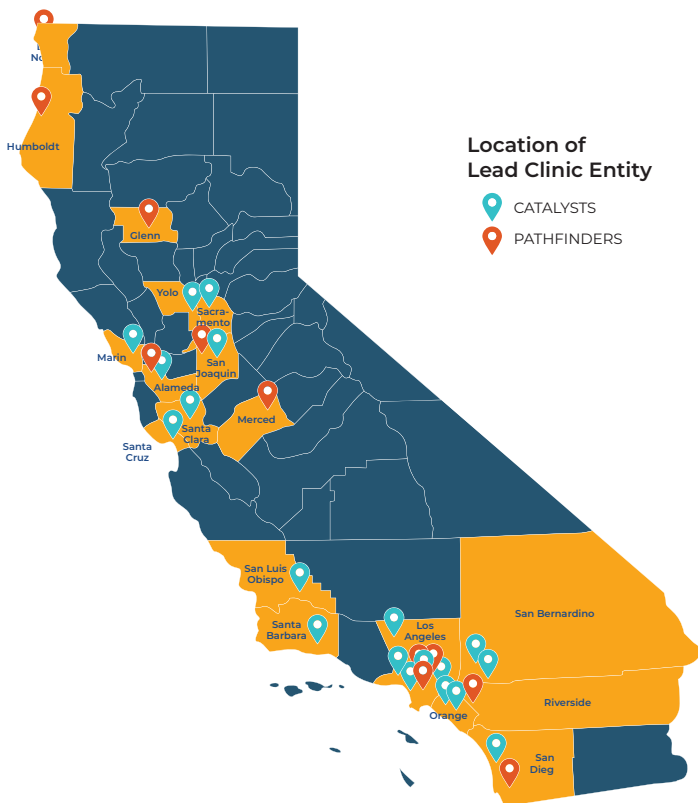 No
Humboldt
Location of
Lead Clinic Entity
CATALYSTS
PATHFINDERS
Glenn
Yolo
Sacra-
mento
Marin
San
Joaquin
Alameda
Merced
Santa
Clara
Santa
Cruz
San Luis
Obispo
Santa
Barbara
Los
Angeles
San Bernardino
Riverside
Orange
San
Dieg